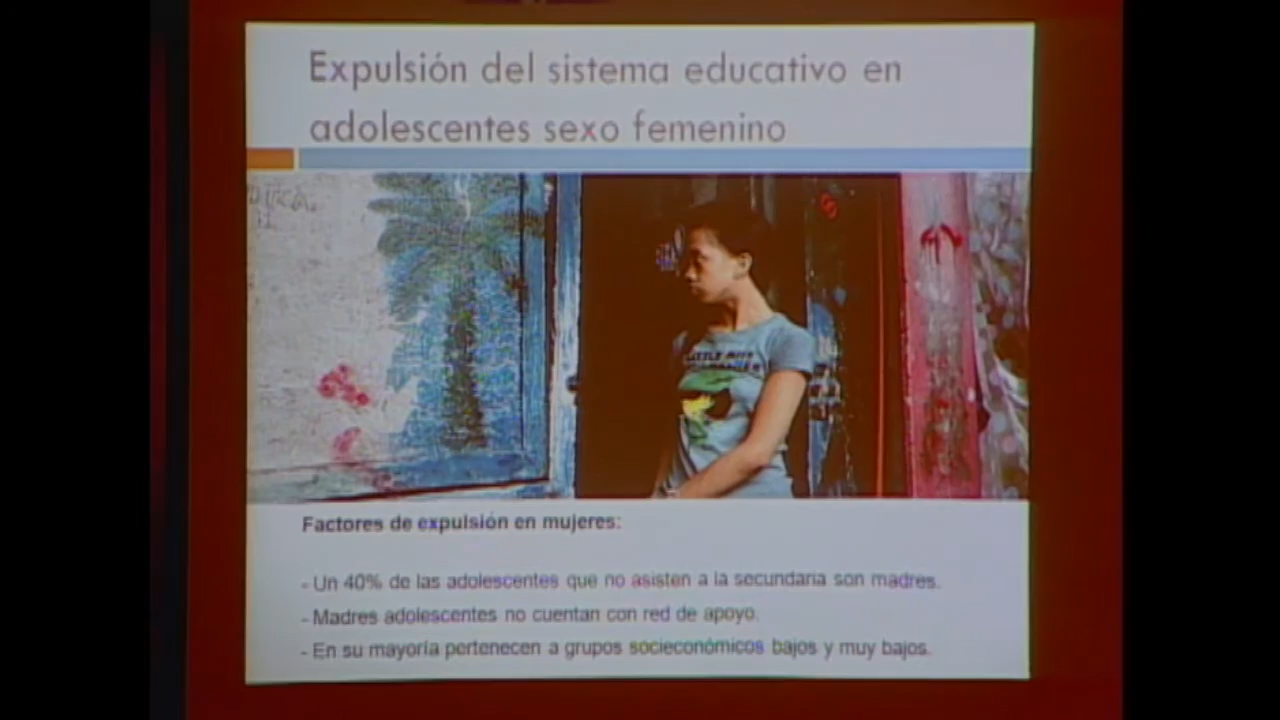 Expulsión del sistema educativo en
adolescentes sexo femenino
Factores de expulsión en mujeres:
- Un 40% de las adolescentes que no asisten a la secundaria son madres.
- Madres adolescentes no cuentan con red de apoyo.
- En su mayoría pertenecen a grupos socieconómicos bajos y muy bajos.